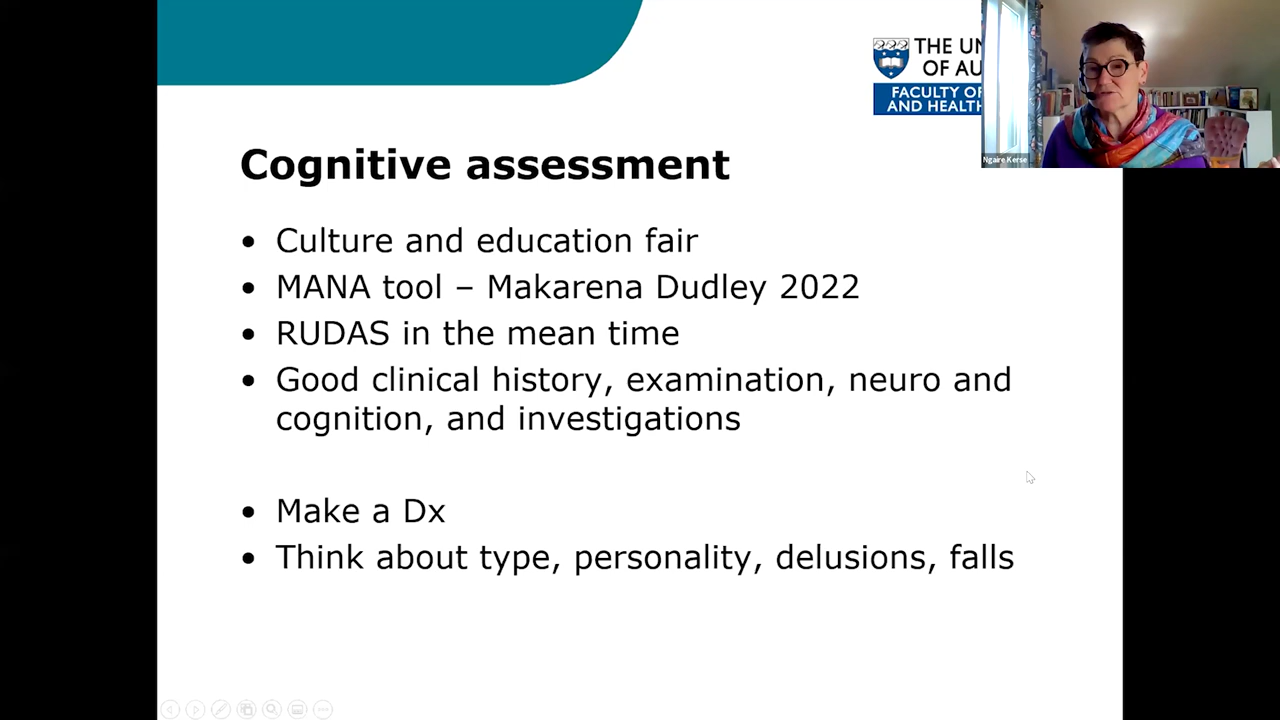 THE UN
OF AU
FACULTY OF
AND HEALTH
Ngaire Kerse
Cognitive assessment
• Culture and education fair
• MANA tool – Makarena Dudley 2022
• RUDAS in the mean time
• Good clinical history, examination, neuro and
cognition, and investigations
• Make a Dx
• Think about type, personality, delusions, falls